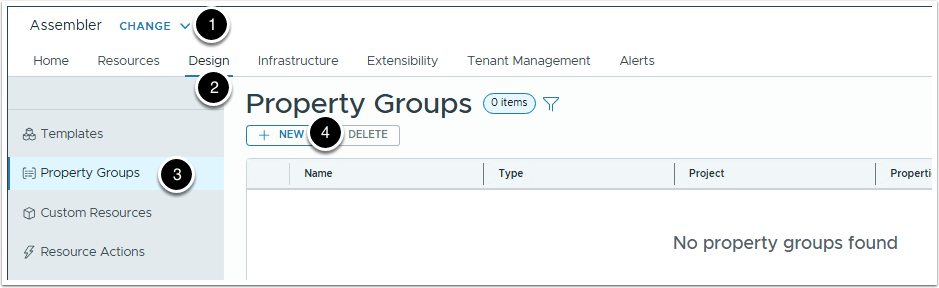 Assembler CHANGE 1
Home Resources Design Infrastructure Extensibility Tenant Management Alerts
2
Property Groups 0 items
+ NEW 4 DELETE
Templates
Property Groups 3
Custom Resources
Resource Actions
Name Type Project Properti
No property groups found